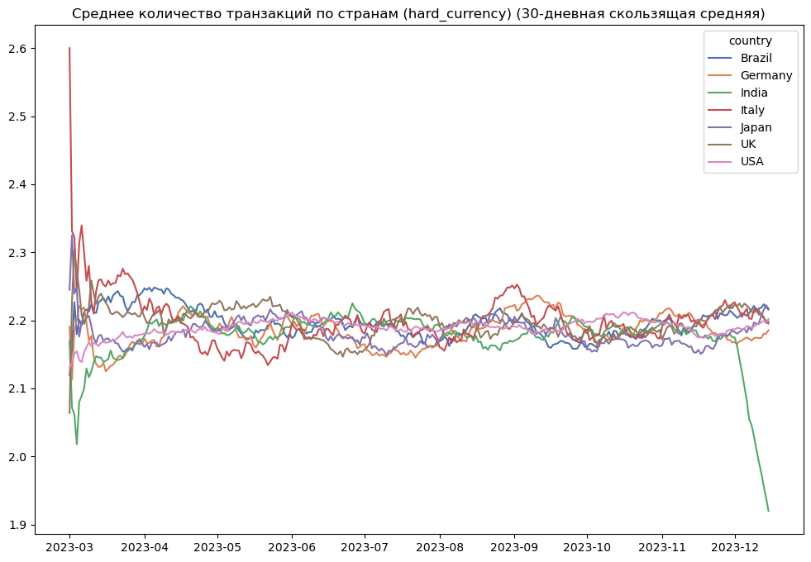 Среднее количество транзакций по странам (hard_currency) (30-дневная скользящая средняя)
country
Brazil
Germany
India
Italy
Japan
UK
USA
2.6
2.5
2.4
2.3
2.2
2.1
2.0
1.9
2023-03 2023-04 2023-05 2023-06 2023-07 2023-08 2023-09 2023-10 2023-11 2023-12